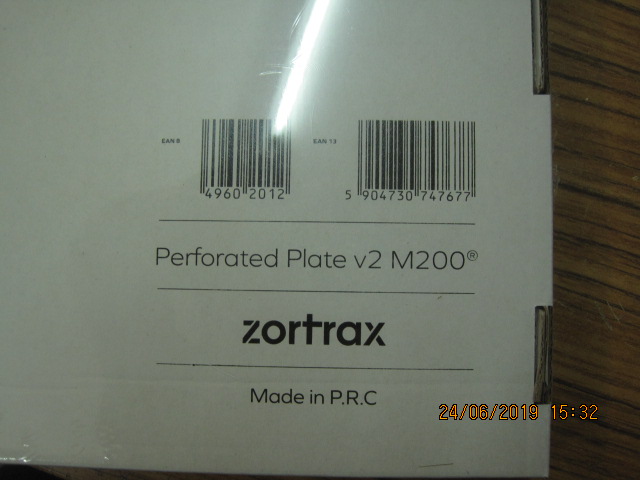 EAN 8
4960 2012
EAN 13
5 904730 747677
Perforated Plate v2 M200®
zortrax
Made in P.R.C
24/06/2019 15:32